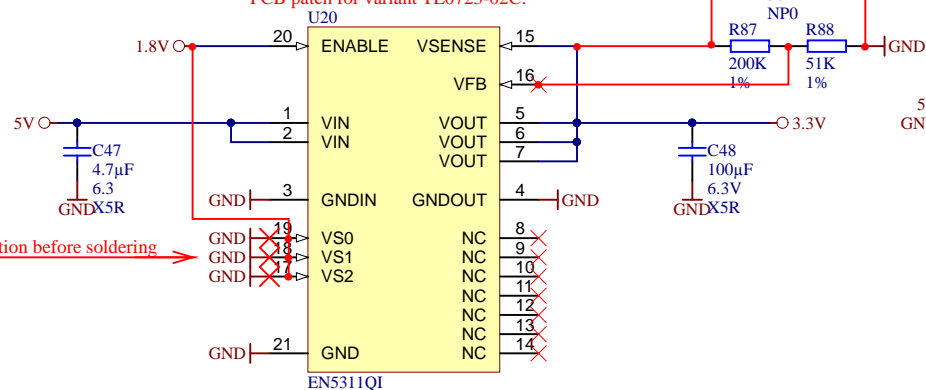 PCB patch for variant TE0723-02C.
U20
NP0
1.8V
20
ENABLE
VSENSE
15
R87
R88
GND
200K
51K
1%
1%
VFB
16
5V
1
VIN
VOUT
5
3.3V
2
VIN
VOUT
6
VOUT
7
5
GN
C47
4.7µF
6.3
X5R
GND
C48
100µF
6.3V
X5R
GND
GND
3
GNDIN
GNDOUT
4
GND
GND
19
VS0
NC
8
tion before soldering
GND
18
VS1
NC
9
GND
17
VS2
NC
10
NC
11
NC
12
NC
13
GND
21
GND
NC
14
EN5311QI